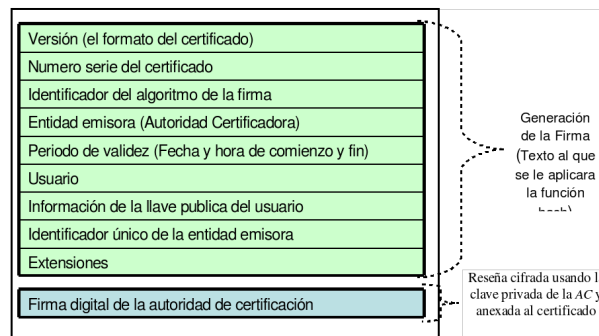 Versión (el formato del certificado)
Numero serie del certificado
Identificador del algoritmo de la firma
Entidad emisora (Autoridad Certificadora)
Periodo de validez (Fecha y hora de comienzo y fin)
Usuario
Información de la llave publica del usuario
Identificador único de la entidad emisora
Extensiones
Firma digital de la autoridad de certificación
Generación
de la Firma
(Texto al que
se le aplicara
la función
Reseña cifrada usando
clave privada de la AC y
anexada al certificado